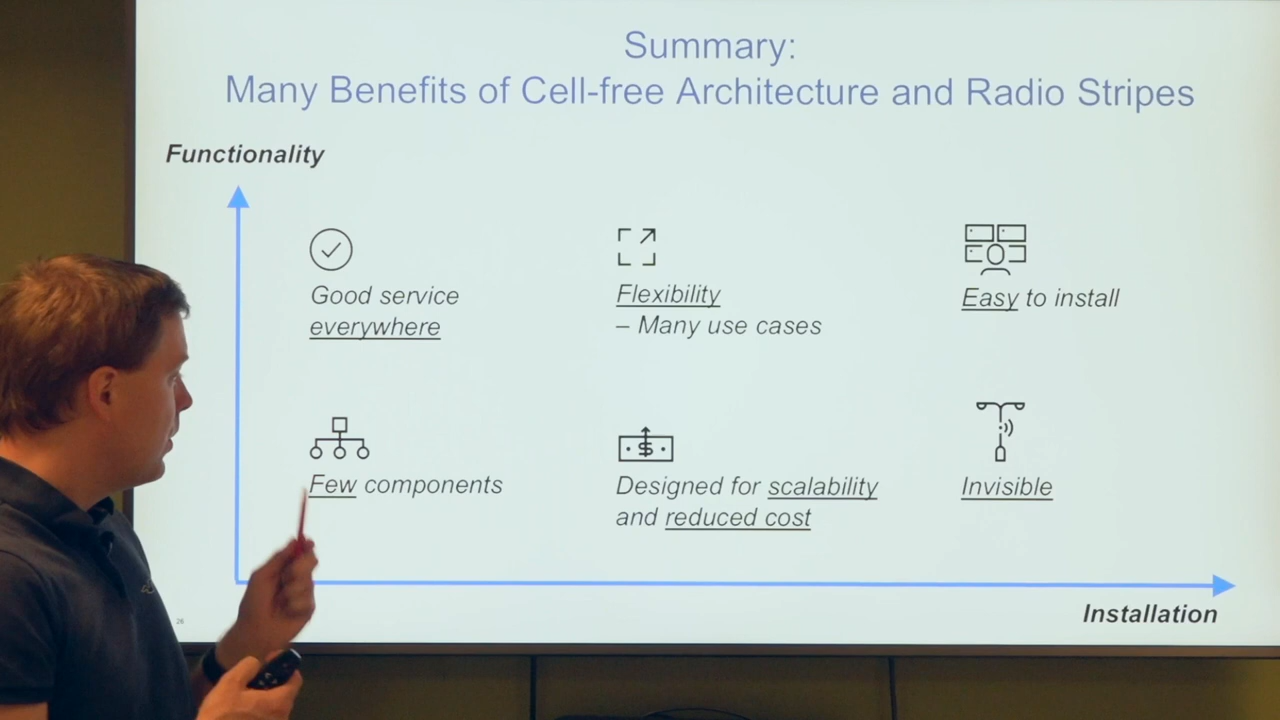 Summary:
Many Benefits of Cell-free Architecture and Radio Stripes
Functionality
Good service
everywhere
Flexibility
– Many use cases
Easy to install
Few components
Designed for scalability
and reduced cost
Invisible
Installation
26